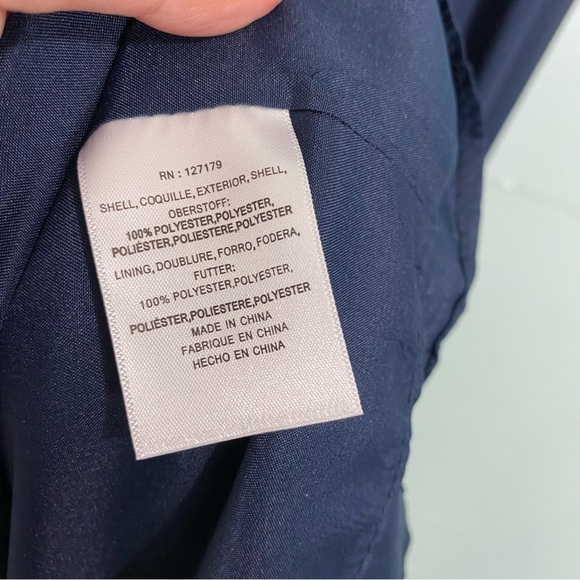 RN : 127179
SHELL, COQUILLE, EXTERIOR, SHELL,
OBERSTOFF:
100% POLYESTER,POLYESTER,
POLIÉSTER,POLIESTERE,POLYESTER
LINING, DOUBLURE, FORRO, FODERA,
FUTTER:
100% POLYESTER,POLYESTER,
POLIÉSTER,POLIESTERE,POLYESTER
MADE IN CHINA
FABRIQUE EN CHINA
HECHO EN CHINA